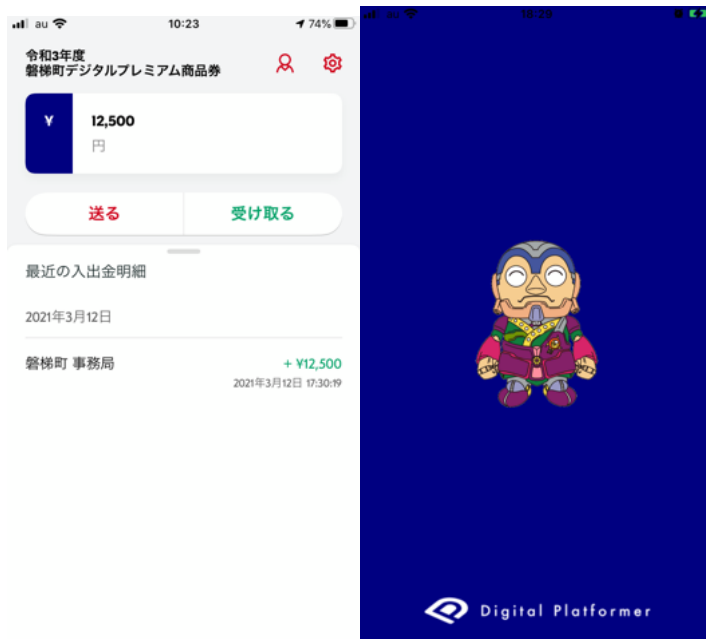 au
10:23
74%
令和3年度
磐梯町デジタルプレミアム商品券
¥
12,500
円
送る
受け取る
最近の入出金明細
2021年3月12日
磐梯町 事務局
+ ¥12,500
2021年3月12日 17:30:19
au
Digital Platformer